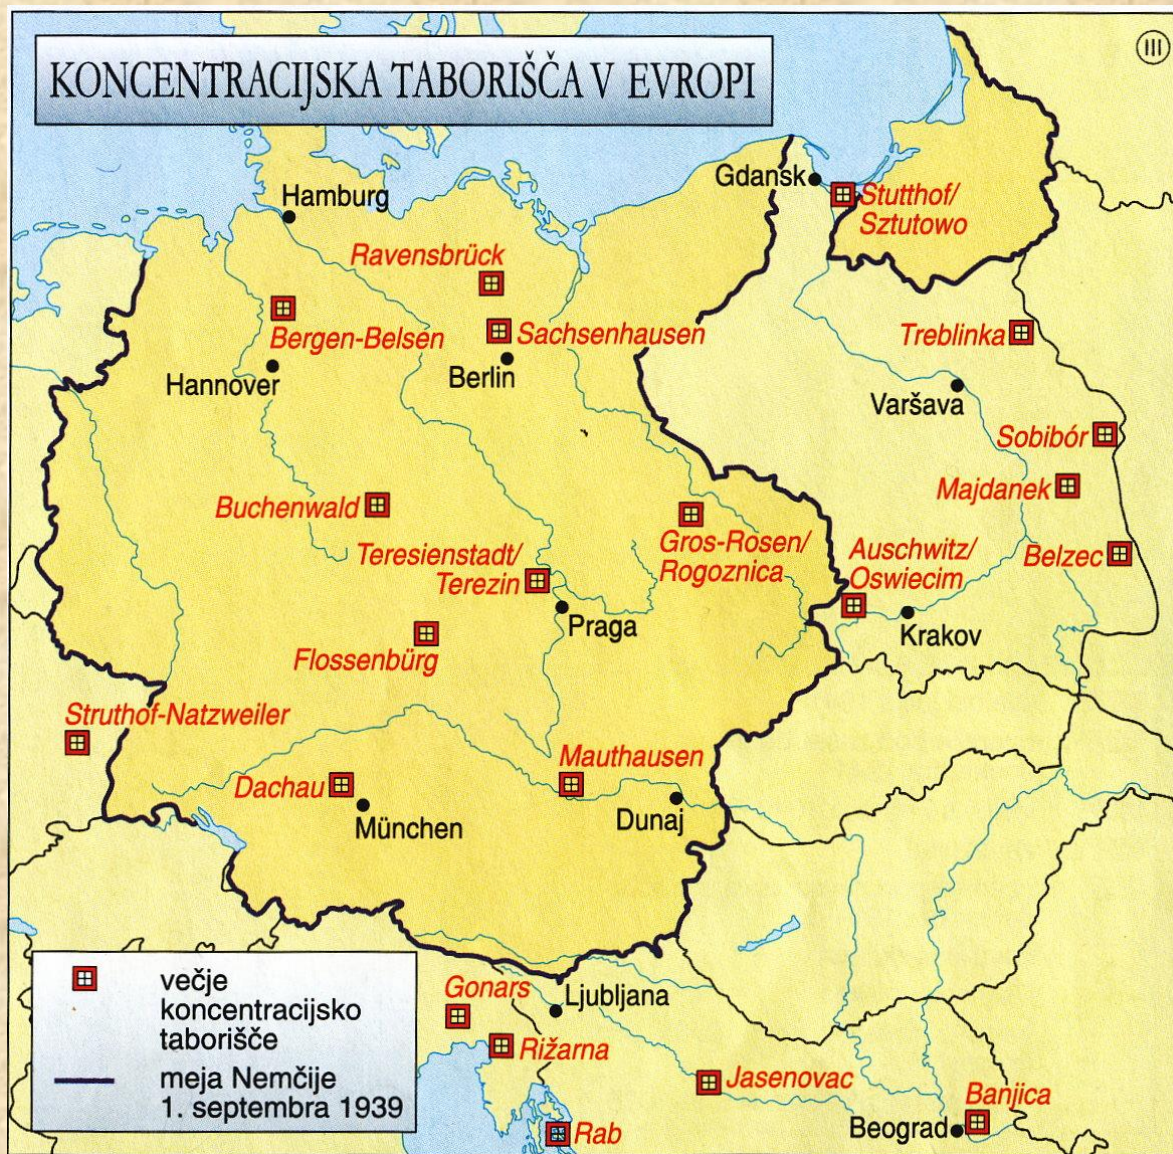 KONCENTRACIJSKA TABORIŠČA V EVROPI
III
Gdansk
Stutthof/
Sztutowo
Hamburg
Ravensbrück
Bergen-Belsen
Sachsenhausen
Treblinka
Hannover
Berlin
Varšava
Sobibór
Buchenwald
Majdanek
Teresienstadt/
Terezin
Gros-Rosen/
Rogoznica
Auschwitz/
Oswiecim
Belzec
Praga
Krakov
Flossenbürg
Struthof-Natzweiler
Mauthausen
Dachau
München
Dunaj
večje
koncentracijsko
taborišče
meja Nemčije
1. septembra 1939
Gonars
Ljubljana
Rižarna
Jasenovac
Banjica
Rab
Beograd